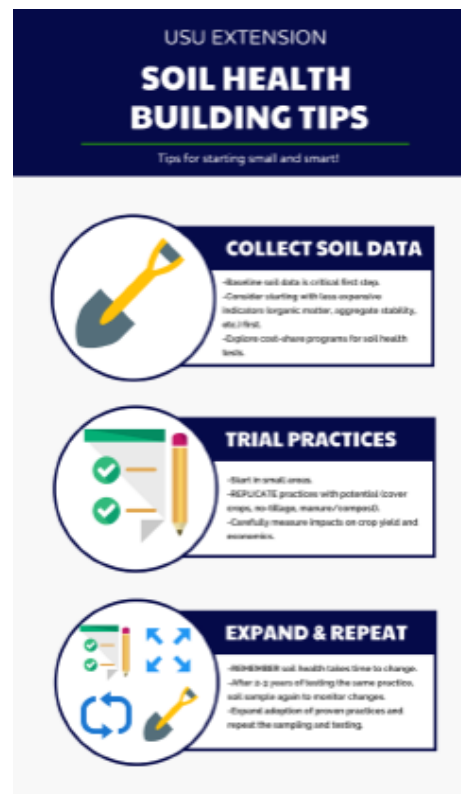 USU EXTENSION
SOIL HEALTH
BUILDING TIPS
Tips for starting small and smart!
COLLECT SOIL DATA
-Baseline soil data is critical first step.
-Consider starting with less expensive
indicators (organic matter, aggregate stability,
etc.) first.
-Explore cost-share programs for soil health
tests.
TRIAL PRACTICES
-Start in small areas.
-REPLICATE practices with potential (cover
crops, no-tillage, manure/compost).
-Carefully measure impacts on crop yield and
economics.
EXPAND & REPEAT
-REMEMBER soil health takes time to change.
-After 2-3 years of testing the same practice,
soil sample again to monitor changes.
-Expand adoption of proven practices and
repeat the sampling and testing.